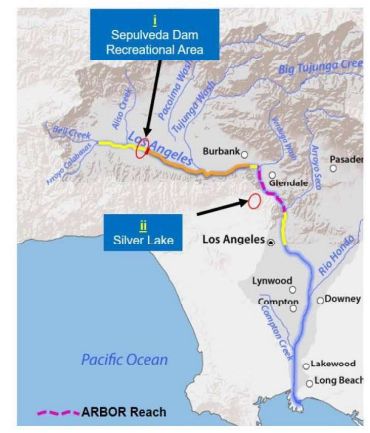 i
Sepulveda Dam
Recreational Area
Big Tujunga Cree
Pacoima Wash
Tujunga Wash
Aliso Creek
Bell Creek
Los Angeles
Arroyo Calabasas
Burbank
Verdugo Wash
Arroyo Seco
Pasader
Glendale
ii
Silver Lake
Los Angeles
Rio Hondo
Lynwood
Compton
Downey
Compton Creek
Pacific Ocean
Lakewood
Long Beach
ARBOR Reach